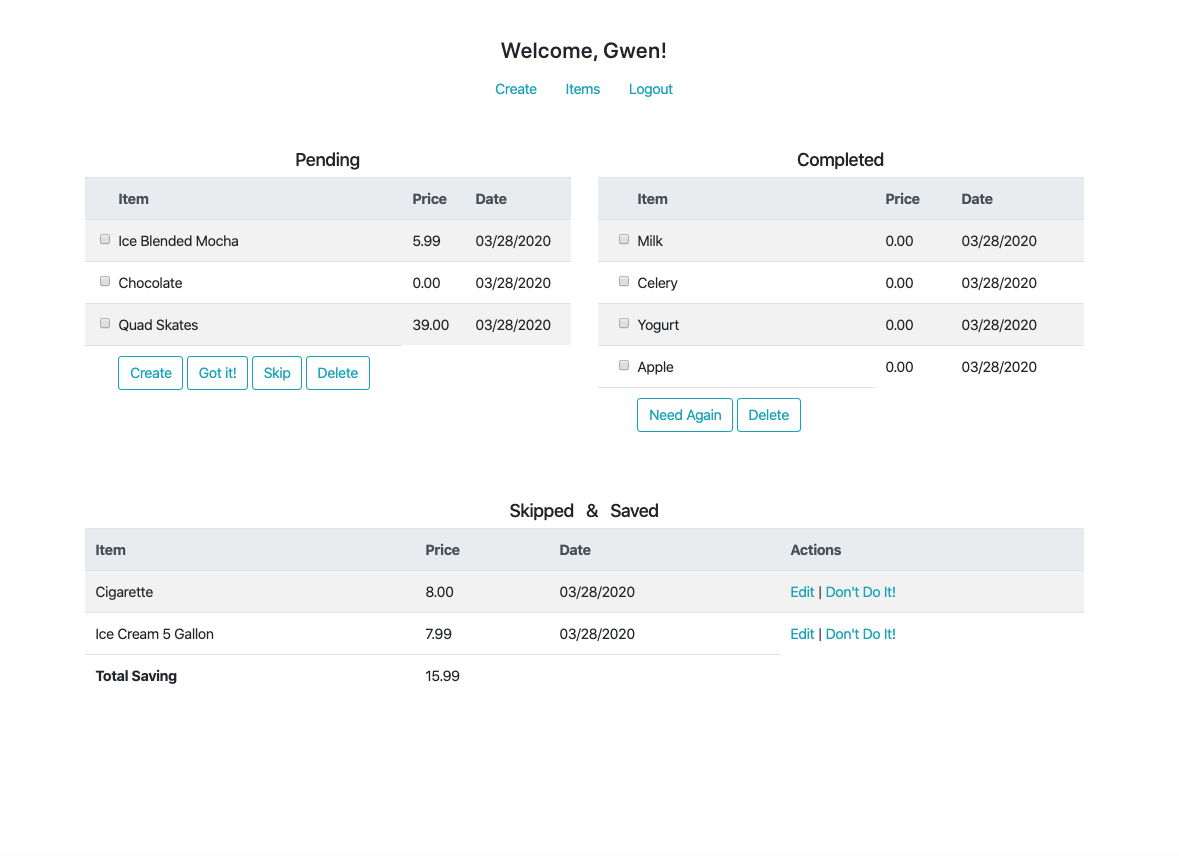 Welcome, Gwen!
Create Items Logout
Pending
Item Price Date
Ice Blended Mocha 5.99 03/28/2020
Chocolate 0.00 03/28/2020
Quad Skates 39.00 03/28/2020
Create Got it! Skip Delete
Completed
Item Price Date
Milk 0.00 03/28/2020
Celery 0.00 03/28/2020
Yogurt 0.00 03/28/2020
Apple 0.00 03/28/2020
Need Again Delete
Skipped & Saved
Item Price Date Actions
Cigarette 8.00 03/28/2020 Edit | Don't Do It!
Ice Cream 5 Gallon 7.99 03/28/2020 Edit | Don't Do It!
Total Saving 15.99